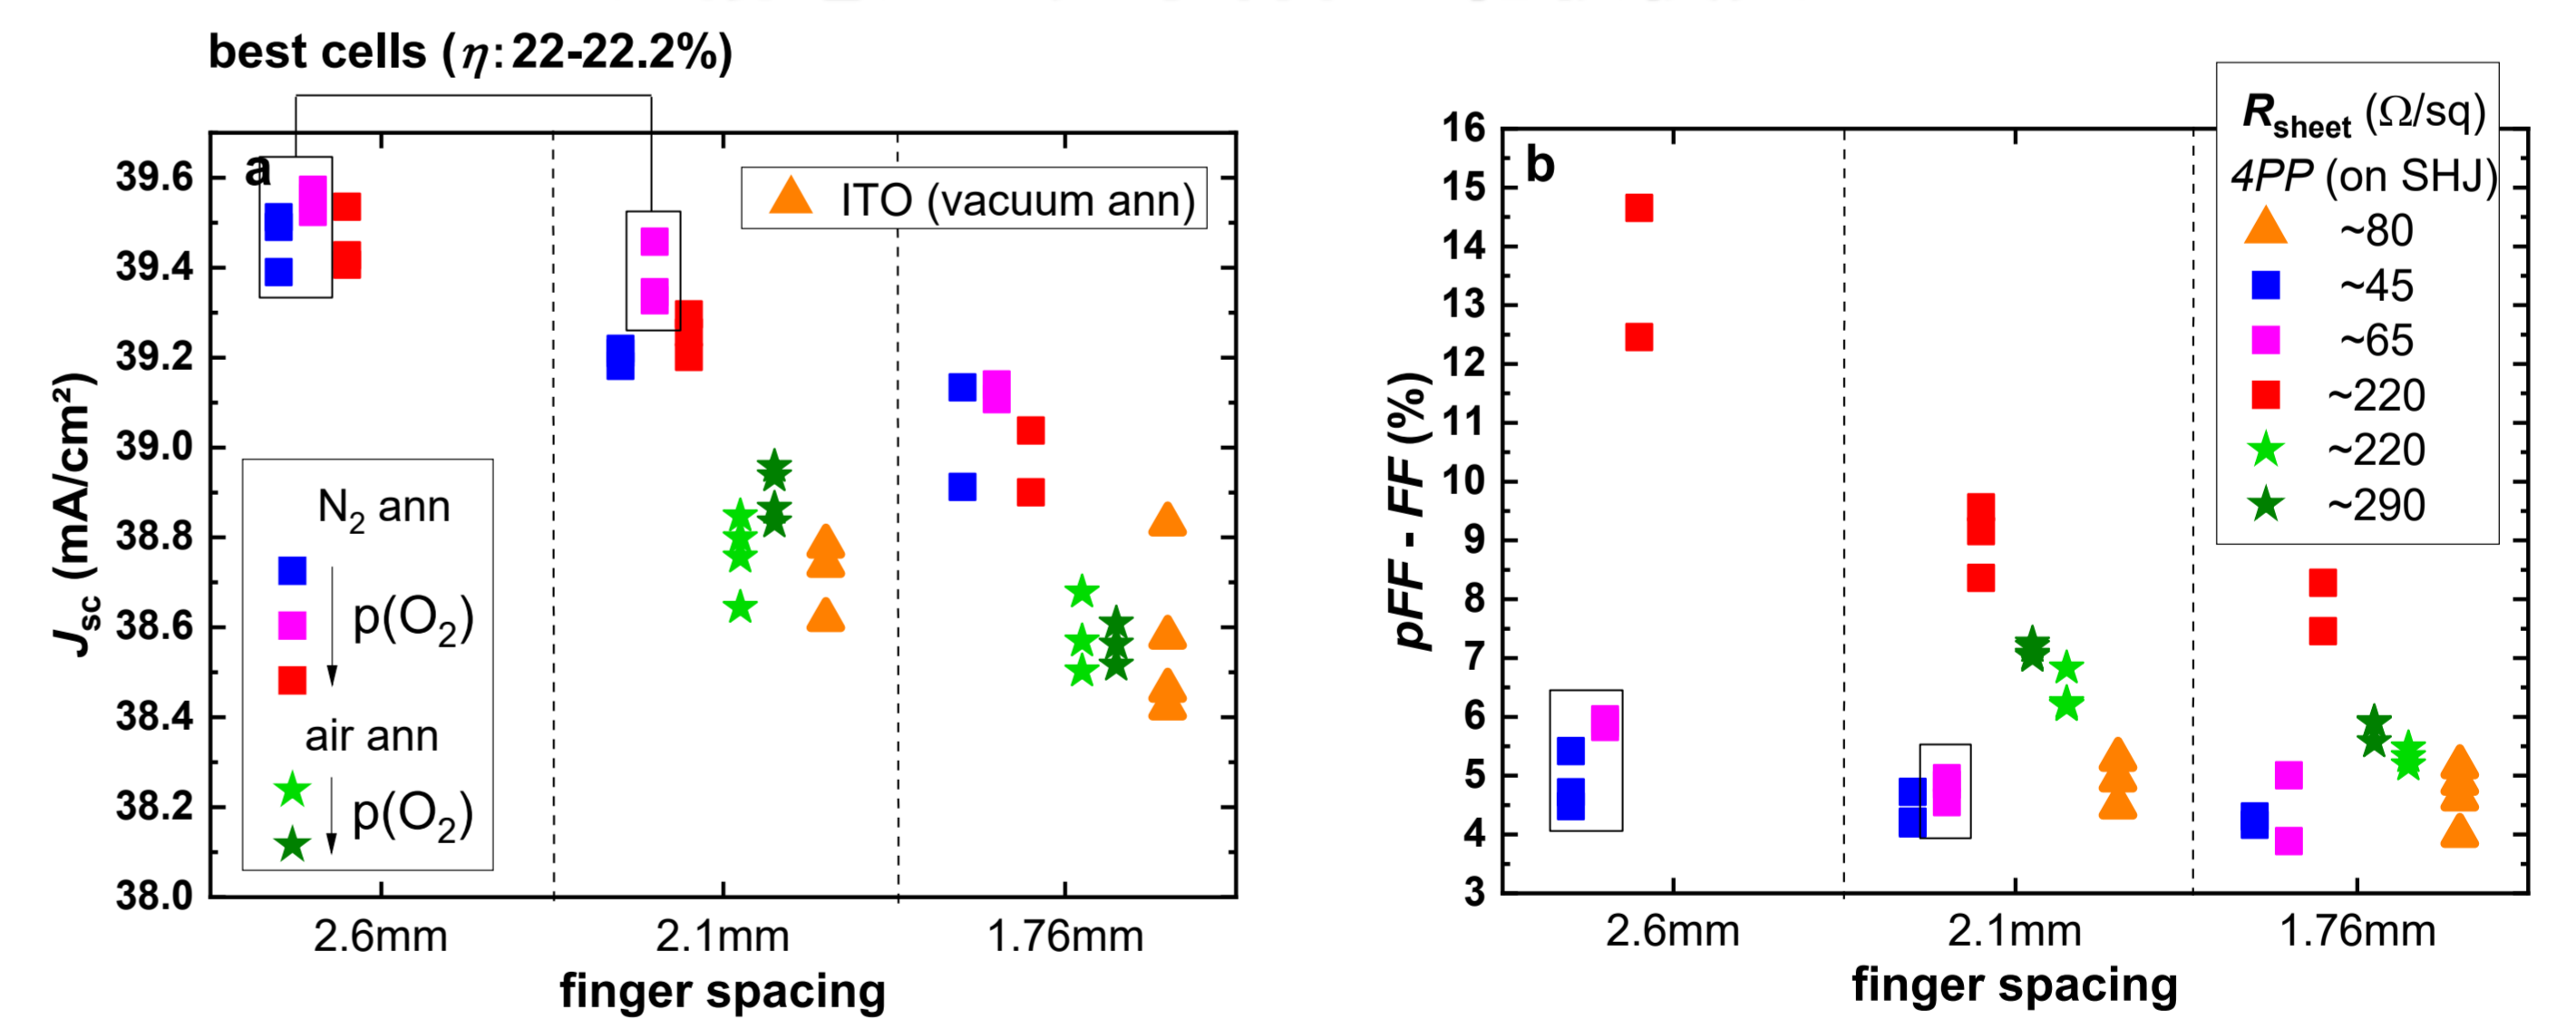 best cells (η: 22-22.2%)
a
ITO (vacuum ann)
39.6
39.4
39.2
39.0
38.8
38.6
38.4
38.2
38.0
Jsc (mA/cm²)
N₂ ann
p(O₂)
air ann
p(O₂)
2.6mm 2.1mm 1.76mm
finger spacing
b
16
15
14
13
12
11
10
9
8
7
6
5
4
3
pFF - FF (%)
Rsheet (Ω/sq)
4PP (on SHJ)
~80
~45
~65
~220
~220
~290
2.6mm 2.1mm 1.76mm
finger spacing